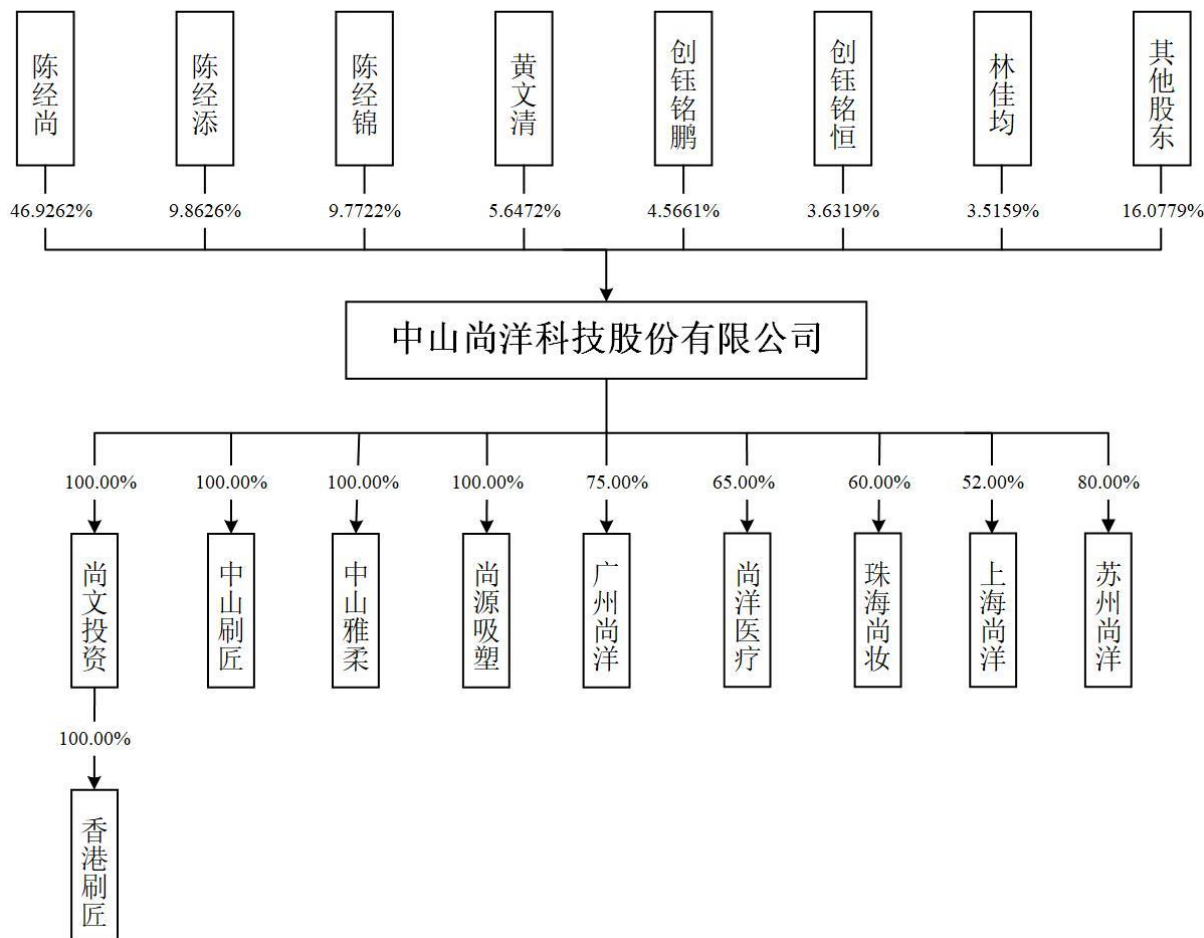 陈经尚
陈经添
陈经锦
黄文清
创钰铭鹏
创钰铭恒
林佳均
其他股东
46.9262%
9.8626%
9.7722%
5.6472%
4.5661%
3.6319%
3.5159%
16.0779%
中山尚洋科技股份有限公司
100.00%
100.00%
100.00%
100.00%
75.00%
65.00%
60.00%
52.00%
80.00%
尚文投资
中山刷匠
中山雅柔
尚源吸塑
广州尚洋
尚洋医疗
珠海尚妆
上海尚洋
苏州尚洋
100.00%
香港刷匠